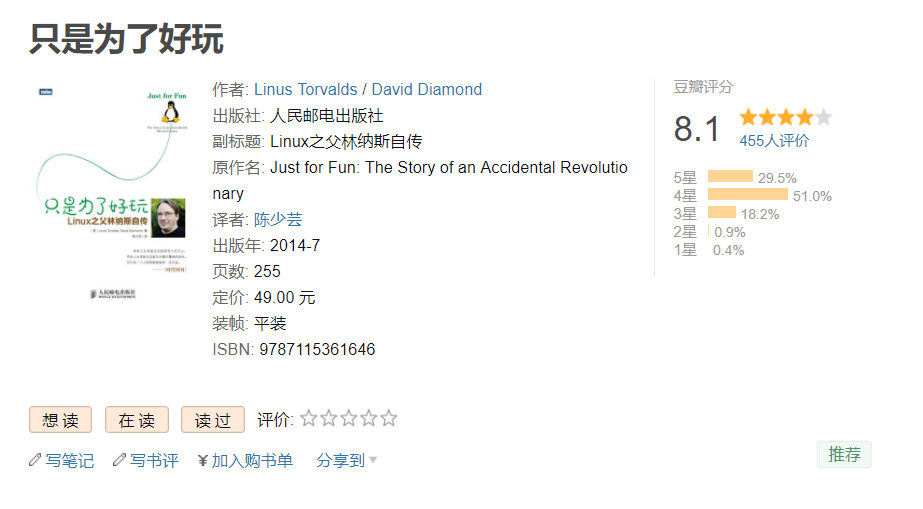 只是为了好玩
Just for Fun
只是为了好玩
Linux之父林纳斯自传
人民邮电出版社
作者: Linus Torvalds / David Diamond
出版社: 人民邮电出版社
副标题: Linux之父林纳斯自传
原作名: Just for Fun: The Story of an Accidental Revolutio
nary
译者: 陈少芸
出版年: 2014-7
页数: 255
定价: 49.00 元
装帧: 平装
ISBN: 9787115361646
豆瓣评分
8.1
455人评价
5星 29.5%
4星 51.0%
3星 18.2%
2星 0.9%
1星 0.4%
想读 在读 读过 评价:
写笔记 写书评 ¥加入购书单 分享到
推荐